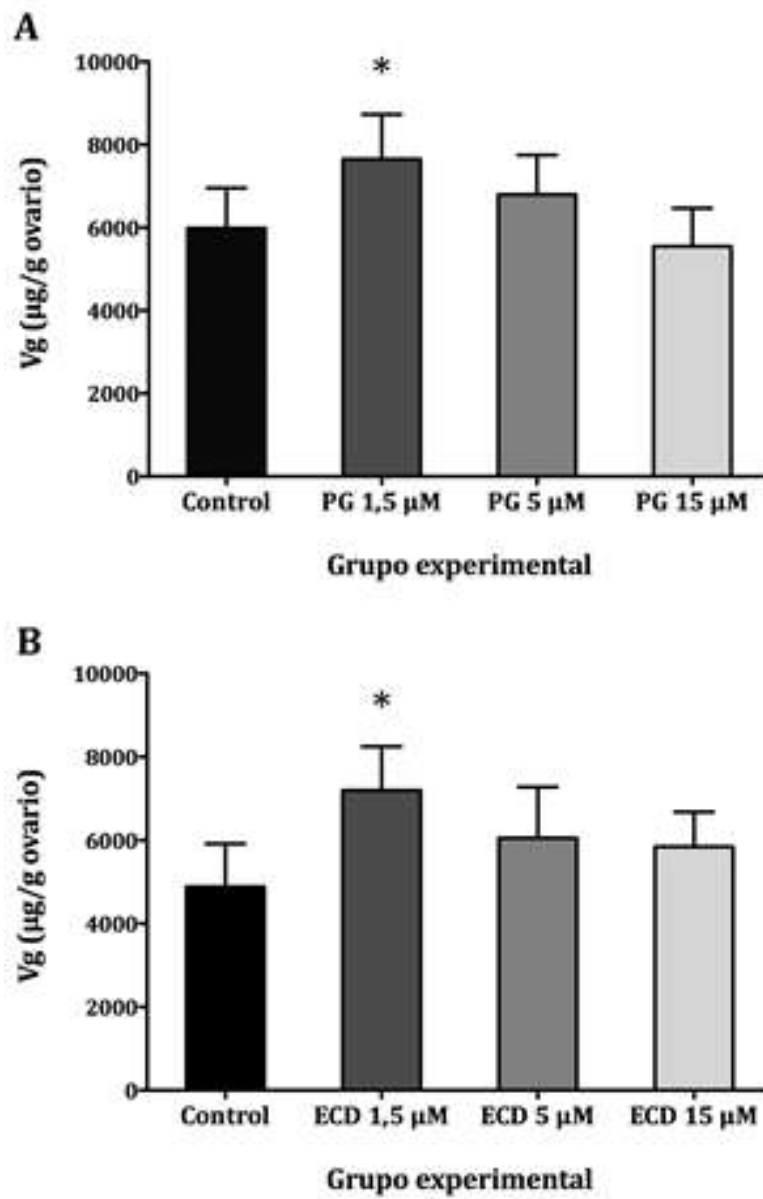 A
10000
*
8000
6000
4000
2000
0
Vg (µg/g ovario)
Control PG 1,5 µM PG 5 µM PG 15 µM
Grupo experimental
B
10000
*
8000
6000
4000
2000
0
Vg (µg/g ovario)
Control ECD 1,5 µM ECD 5 µM ECD 15 µM
Grupo experimental